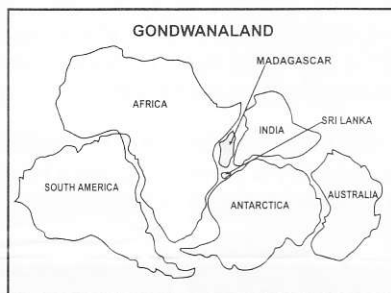 GONDWANALAND
MADAGASCAR
AFRICA
SRI LANKA
INDIA
SOUTH AMERICA
ANTARCTICA
AUSTRALIA